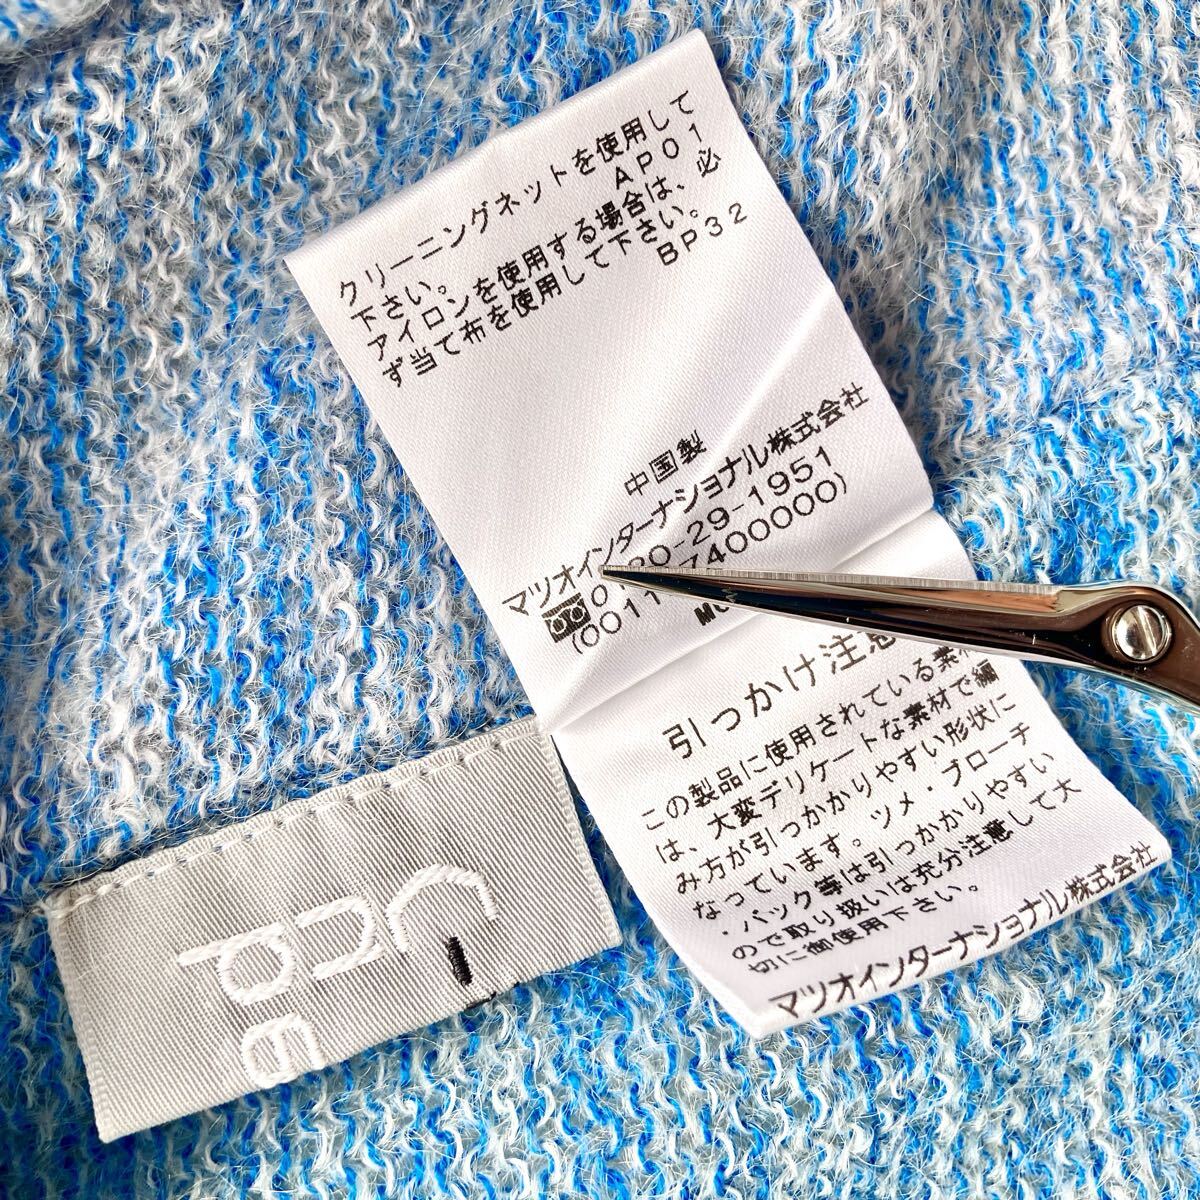 クリーニングネットを使用して
下さい。 AP01
アイロンを使用する場合は、必
ず当て布を使用して下さい。
BP32
中国製
マツオインターナショナル株式会社
-29-1951
7400000)
引っかけ注意
この製品に使用されている素材
は、大変デリケートな素材で編
み方が引っかかりやすい形状に
なっています。ツメ・ブローチ
・バック等は引っかかりやすい
ので取り扱いは充分注意して大
切に御使用下さい。
マツオインターナショナル株式会社